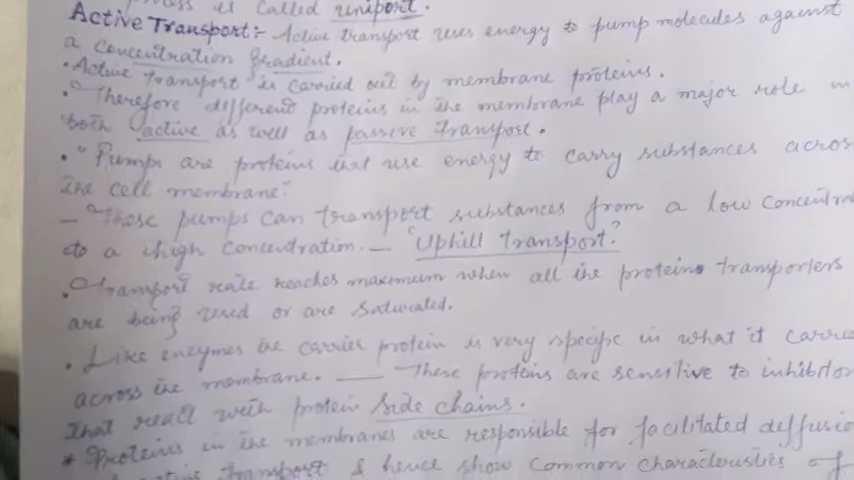 process is called uniport.
Active Transport:- Active transport uses energy to pump molecules against
a concentration gradient.
• Active transport is carried out by membrane proteins.
• Therefore different proteins in the membrane play a major role in
both active as well as passive transport.
• "Pumps are proteins that use energy to carry substances across
the cell membrane."
- These pumps can transport substances from a low concentra
to a high concentration. — "Uphill transport."
• Transport rate reaches maximum when all the protein transporters
are being used or are saturated.
• Like enzymes the carrier protein is very specific in what it carrie
across the membrane. — These proteins are sensitive to inhibitor
that react with protein side chains.
* Proteins in the membranes are responsible for facilitated diffusio
transport & hence show common characteristics of